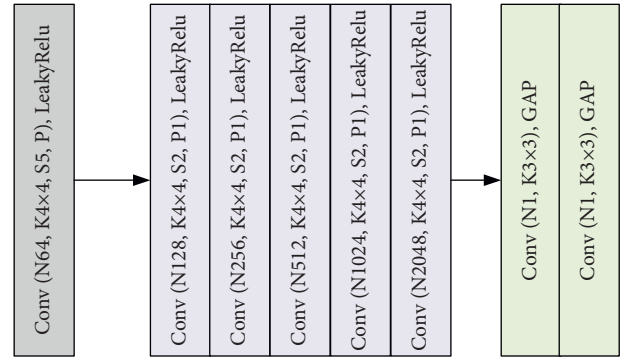 Conv (N64, K4×4, S5, P), LeakyRelu
Conv (N128, K4×4, S2, P1), LeakyRelu
Conv (N256, K4×4, S2, P1), LeakyRelu
Conv (N512, K4×4, S2, P1), LeakyRelu
Conv (N1024, K4×4, S2, P1), LeakyRelu
Conv (N2048, K4×4, S2, P1), LeakyRelu
Conv (N1, K3×3), GAP
Conv (N1, K3×3), GAP